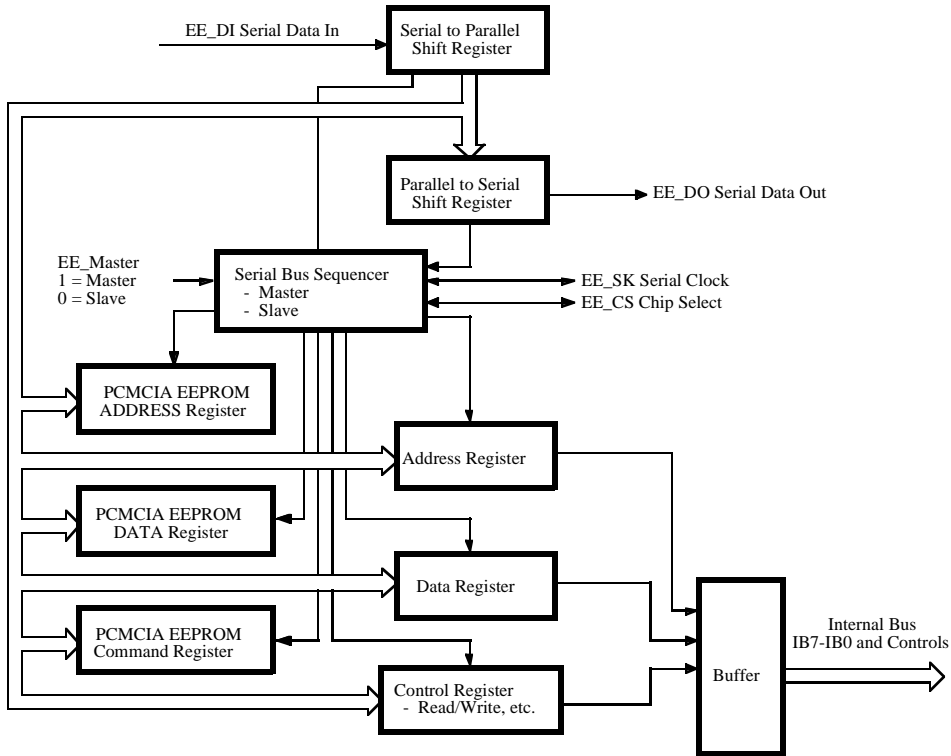 EE_DI Serial Data In
Serial to Parallel
Shift Register
Parallel to Serial
Shift Register
EE_DO Serial Data Out
EE_Master
1 = Master
0 = Slave
Serial Bus Sequencer
- Master
- Slave
EE_SK Serial Clock
EE_CS Chip Select
PCMCIA EEPROM
ADDRESS Register
Address Register
PCMCIA EEPROM
DATA Register
Data Register
PCMCIA EEPROM
Command Register
Control Register
- Read/Write, etc.
Buffer
Internal Bus
IB7-IB0 and Controls